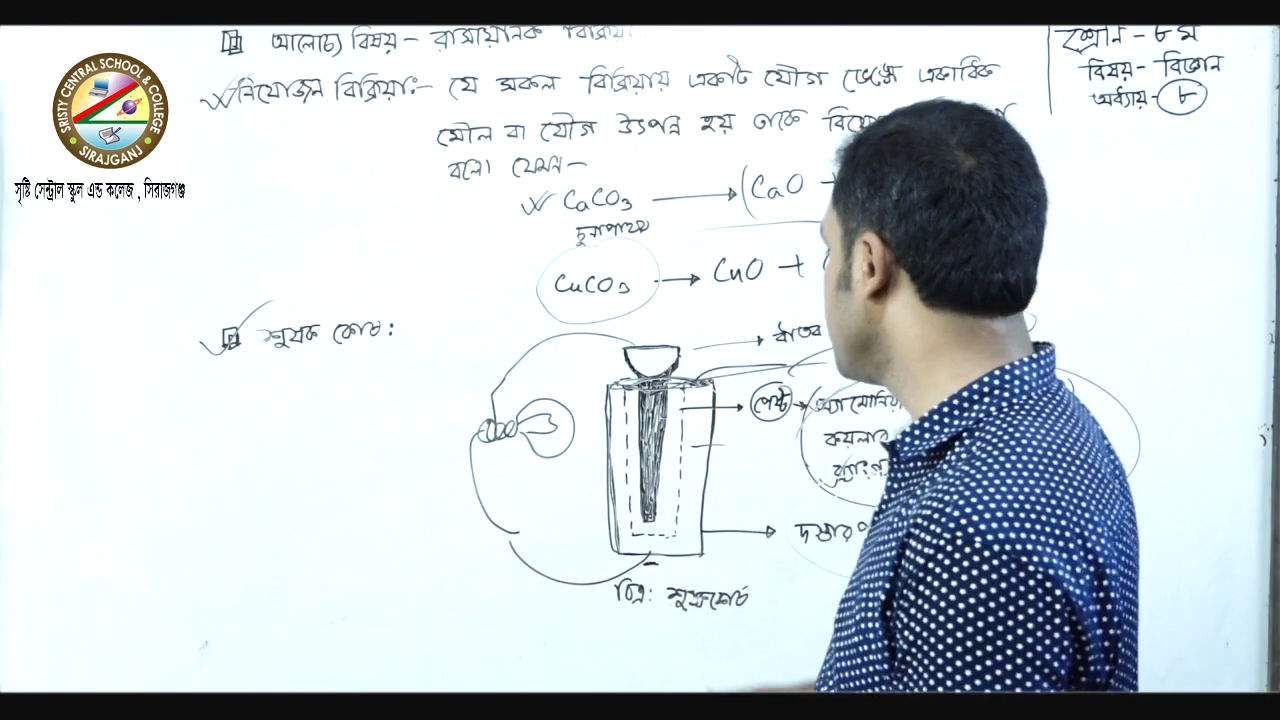 আলোচ্য বিষয় - রাসায়নিক বিক্রিয়া
শ্রেণি - ৮ম
বিষয় - বিজ্ঞান
অধ্যায় - ৮
SRISTY CENTRAL SCHOOL & COLLEGE
SIRAJGANJ
সৃষ্টি সেন্ট্রাল স্কুল এন্ড কলেজ, সিরাজগঞ্জ
বিযোজন বিক্রিয়াঃ- যে সকল বিক্রিয়ায় একটি যৌগ ভেঙ্গে একাধিক
মৌল বা যৌগ উৎপন্ন হয় তাকে
বলে। যেমন-
CaCO3 → (CaO +
চুনাপাথর
CuCO3 → CuO +
শুষ্ক কোষ:
ধাতব
পেষ্ট → অ্যামোনিয়া
কয়লার
দস্তার
চিত্র: শুষ্ককোষ